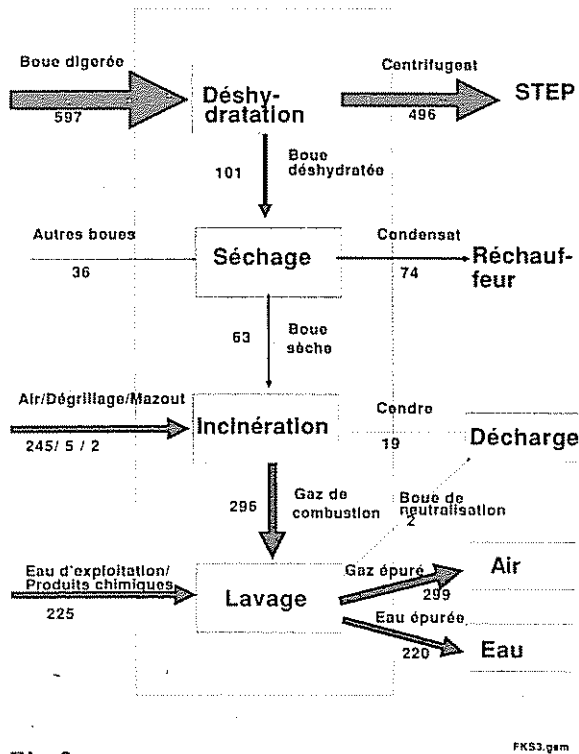 Boue digerée
597
Déshy-
dratation
Centrifugeat
496
STEP
101
Boue
déshydratée
Autres boues
36
Séchage
Condensat
74
Réchauf-
feur
63
Boue
sèche
Air/Dégrillage/Mazout
245/ 5 / 2
Incinération
Cendre
19
Décharge
296
Gaz de
combustion
Boue de
neutralisation
2
Eau d'exploitation/
Produits chimiques
225
Lavage
Gaz épuré
299
Air
Eau épurée
220
Eau
FKS3.gem